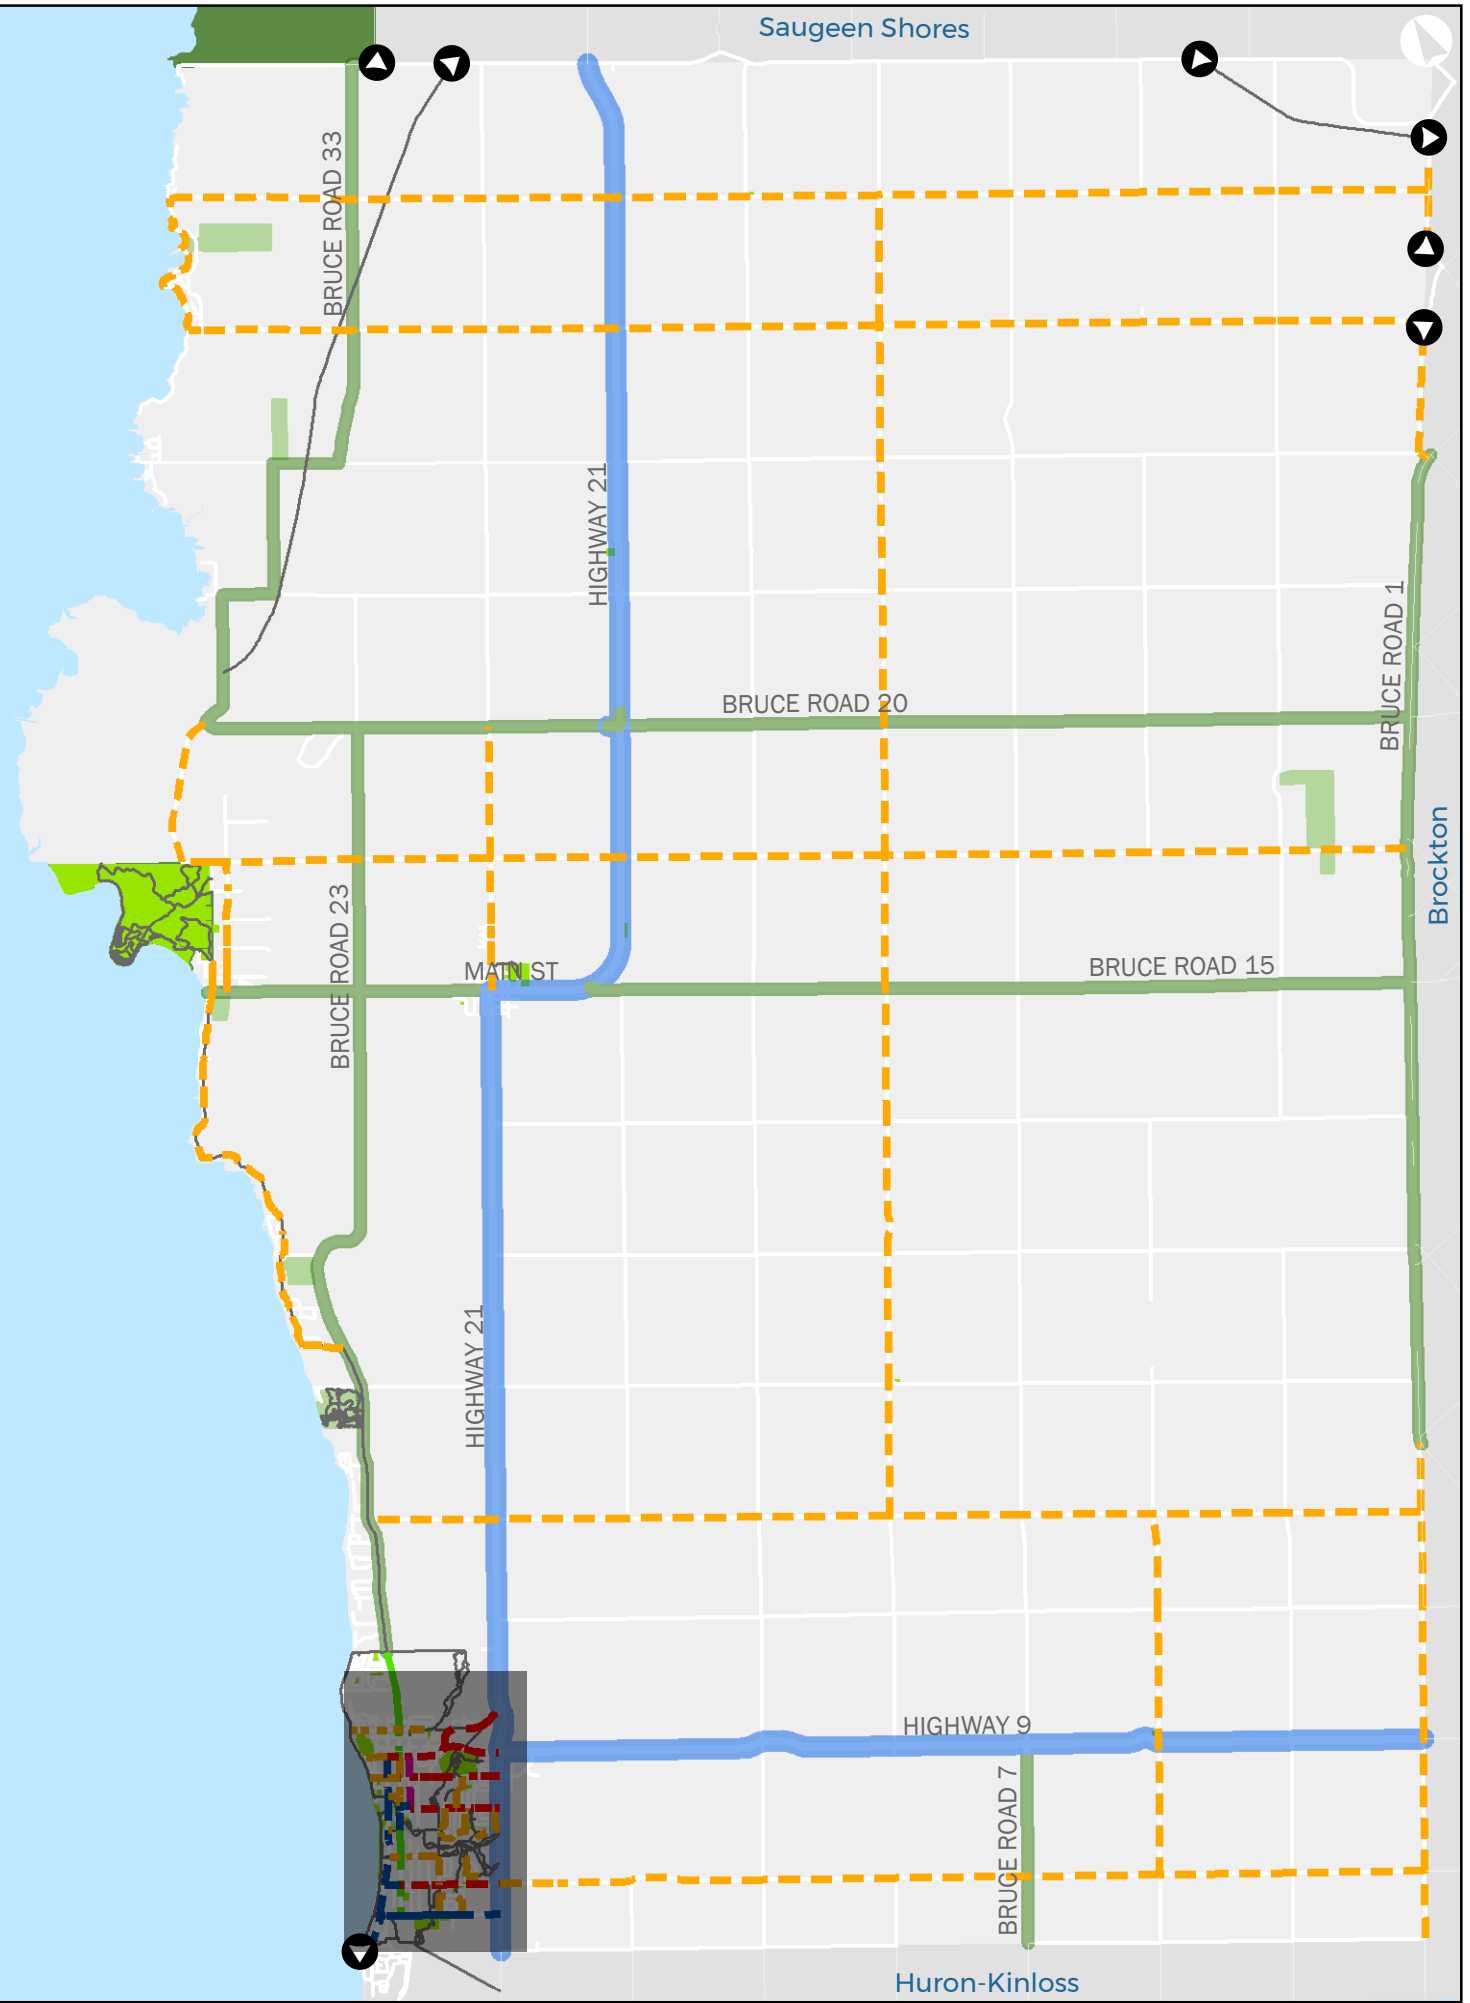 Saugeen Shores
BRUCE ROAD 33
HIGHWAY 21
BRUCE ROAD 1
BRUCE ROAD 20
Brockton
BRUCE ROAD 23
MAIN ST
BRUCE ROAD 15
HIGHWAY 21
HIGHWAY 9
BRUCE ROAD 7
Huron-Kinloss